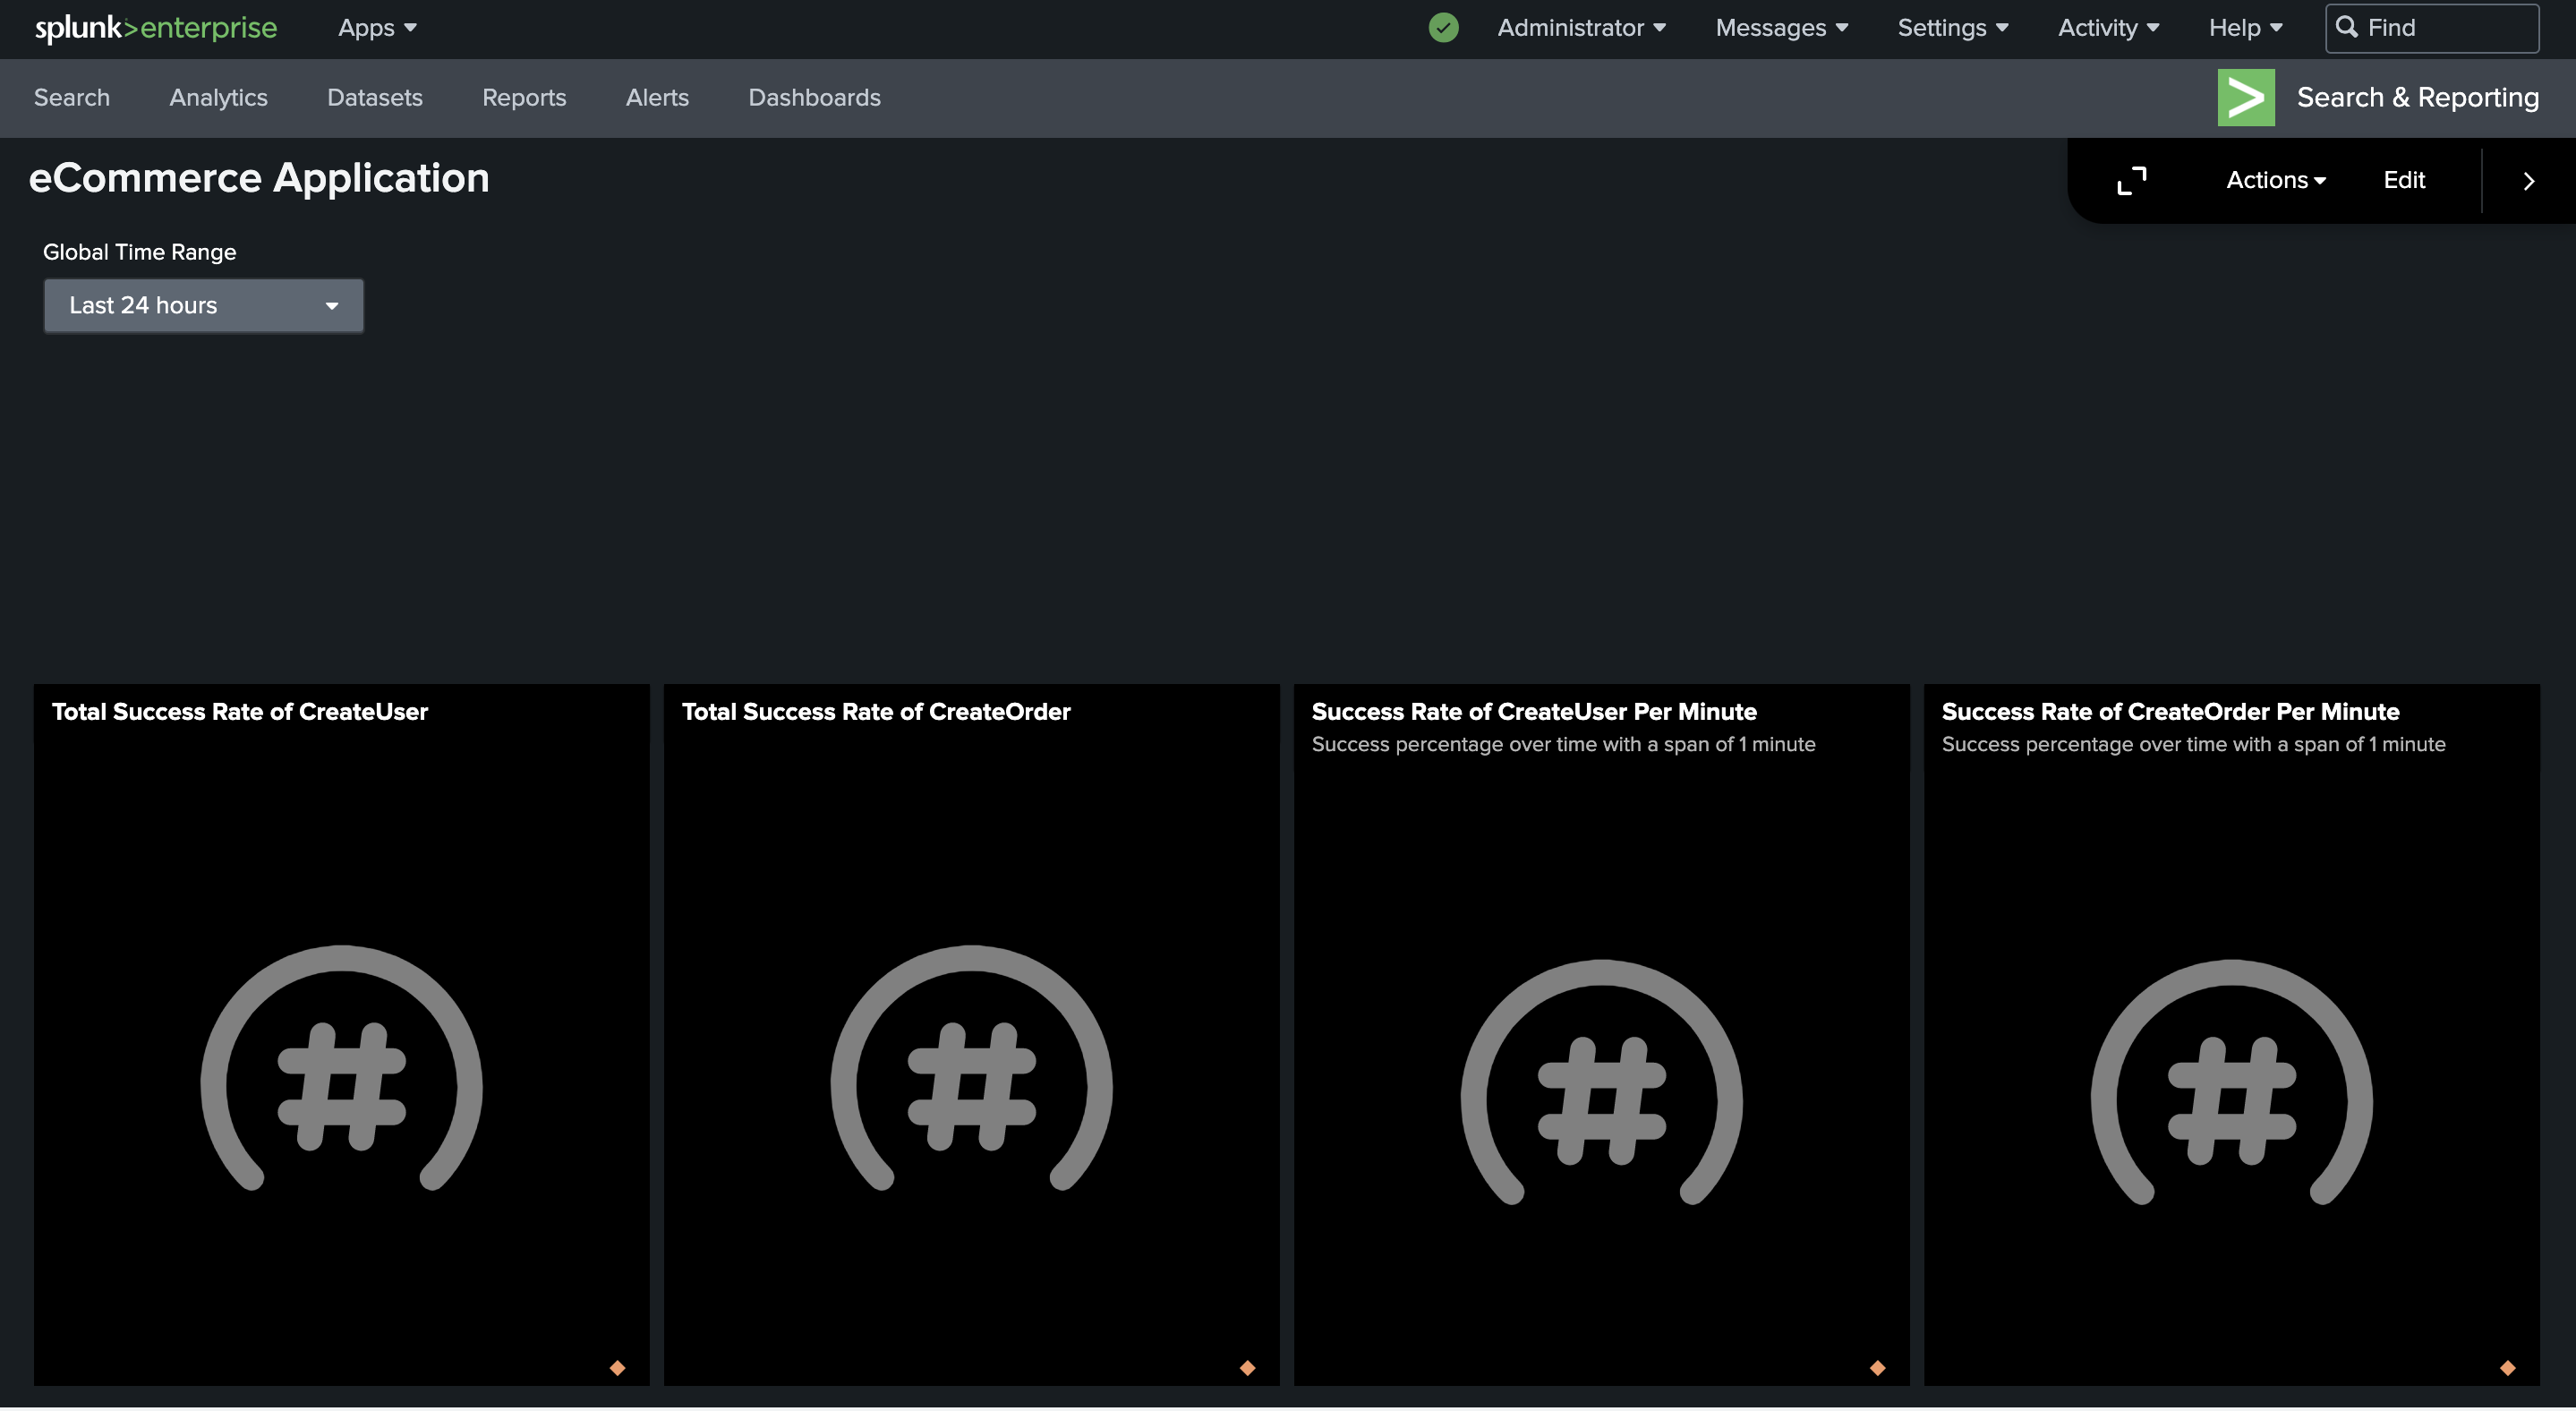 splunk>enterprise Apps Administrator Messages Settings Activity Help Find
Search Analytics Datasets Reports Alerts Dashboards Search & Reporting
eCommerce Application
Actions Edit
Global Time Range
Last 24 hours
Total Success Rate of CreateUser
Total Success Rate of CreateOrder
Success Rate of CreateUser Per Minute
Success percentage over time with a span of 1 minute
Success Rate of CreateOrder Per Minute
Success percentage over time with a span of 1 minute
#
#
#
#